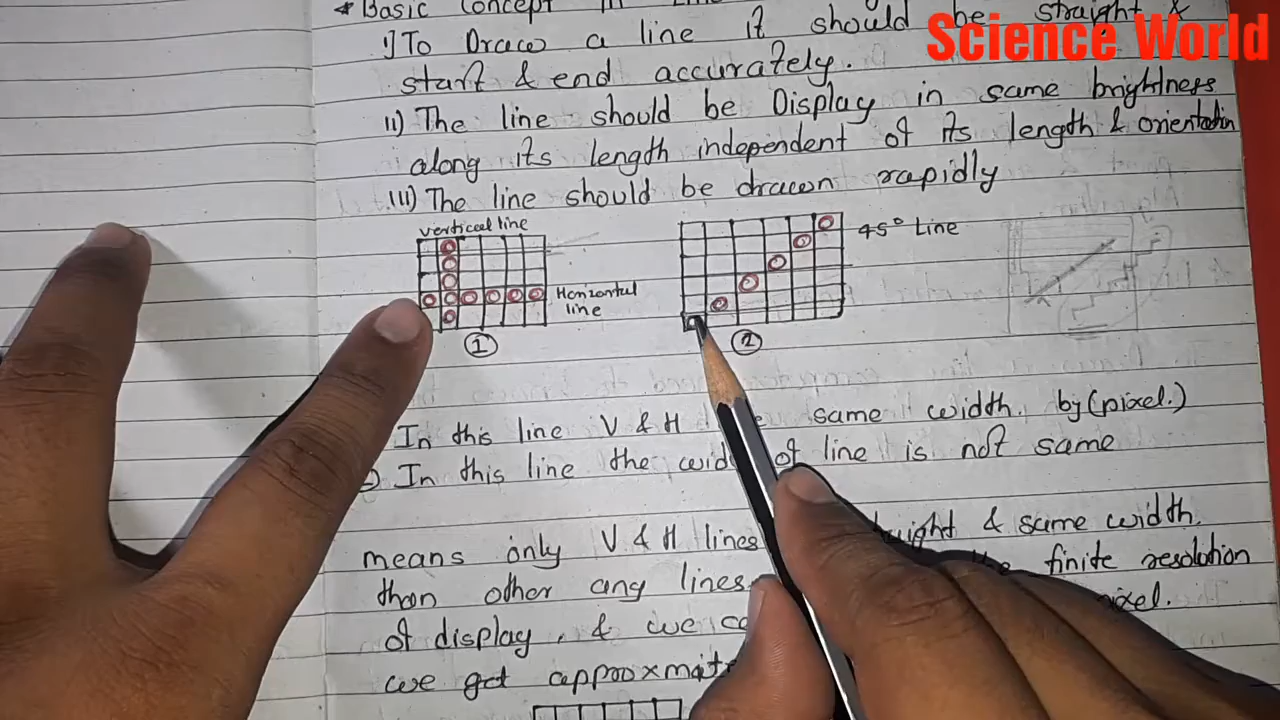 * Basic Concept in Line
Science World
i) To Draw a line it should be straight &
start & end accurately.
ii) The line should be Display in same brightness
along its length independent of its length & orientation
iii) The line should be drawn rapidly
vertical line
45° Line
Horizontal
line
1
2
In this line V & H same width. by (pixel.)
In this line the of line is not same
means only V & H lines & same width.
than other any lines finite resolution
of display, & we pixel.
we get